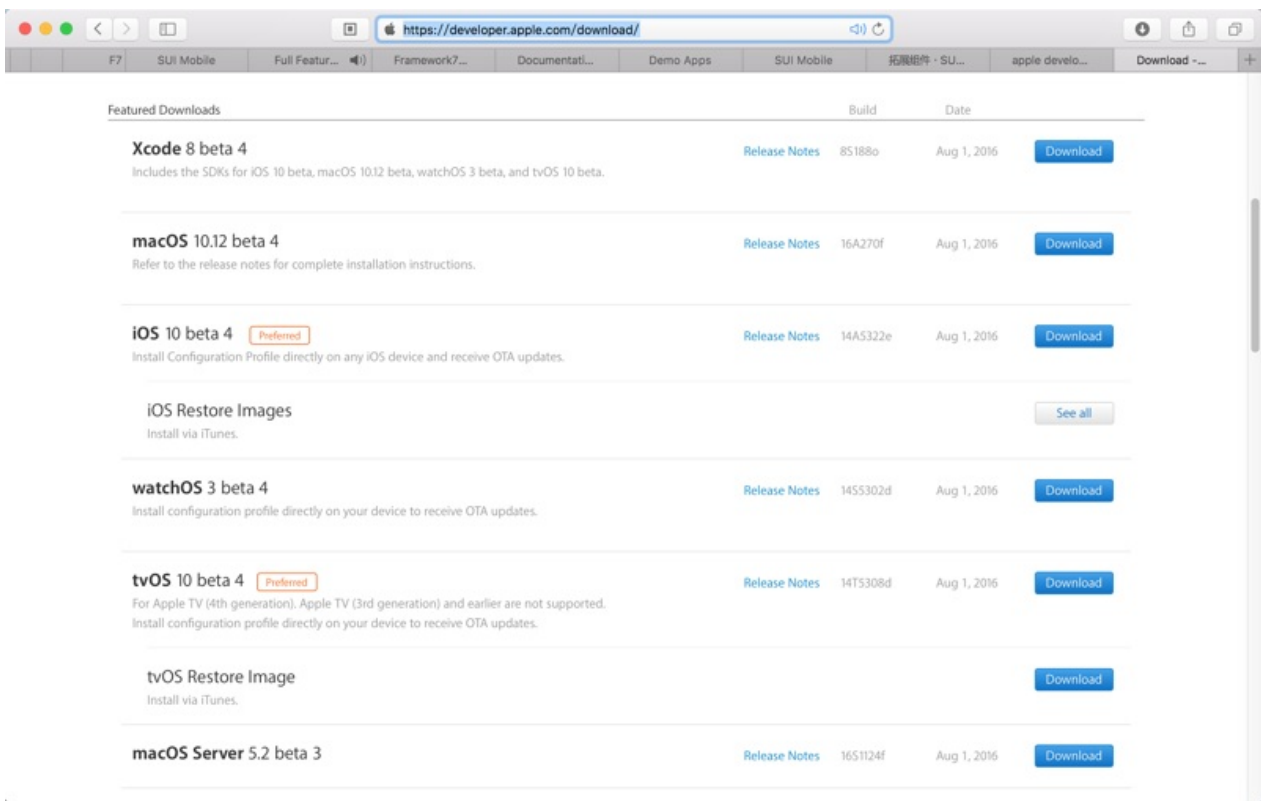 https://developer.apple.com/download/
F7 SUI Mobile Full Featur... Framework7... Documentati... Demo Apps SUI Mobile 拓展组件 · SU... apple develo... Download -...
Featured Downloads Build Date
Xcode 8 beta 4 Release Notes 8S188o Aug 1, 2016 Download
Includes the SDKs for iOS 10 beta, macOS 10.12 beta, watchOS 3 beta, and tvOS 10 beta.
macOS 10.12 beta 4 Release Notes 16A270f Aug 1, 2016 Download
Refer to the release notes for complete installation instructions.
iOS 10 beta 4 Preferred Release Notes 14A5322e Aug 1, 2016 Download
Install Configuration Profile directly on any iOS device and receive OTA updates.
iOS Restore Images See all
Install via iTunes.
watchOS 3 beta 4 Release Notes 14S5302d Aug 1, 2016 Download
Install configuration profile directly on your device to receive OTA updates.
tvOS 10 beta 4 Preferred Release Notes 14T5308d Aug 1, 2016 Download
For Apple TV (4th generation). Apple TV (3rd generation) and earlier are not supported.
Install configuration profile directly on your device to receive OTA updates.
tvOS Restore Image Download
Install via iTunes.
macOS Server 5.2 beta 3 Release Notes 16S1124f Aug 1, 2016 Download